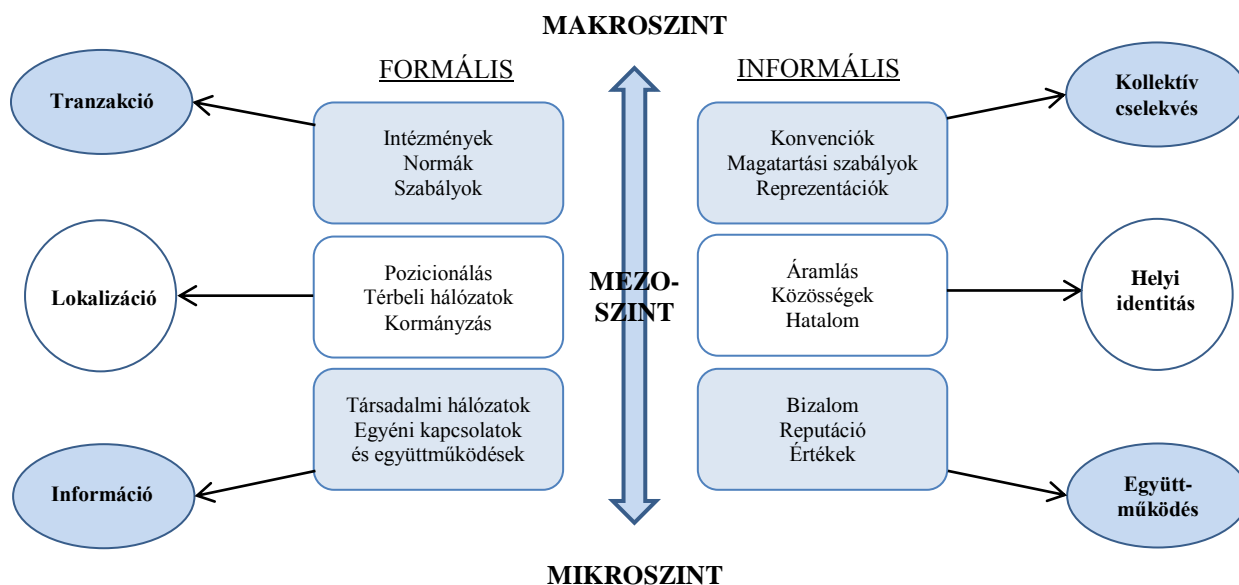 MAKROSZINT
FORMÁLIS
INFORMÁLIS
Tranzakció
Intézmények
Normák
Szabályok
Konvenciók
Magatartási szabályok
Reprezentációk
Kollektív
cselekvés
Lokalizáció
Pozicionálás
Térbeli hálózatok
Kormányzás
MEZO-
SZINT
Áramlás
Közösségek
Hatalom
Helyi
identitás
Információ
Társadalmi hálózatok
Egyéni kapcsolatok
és együttműködések
Bizalom
Reputáció
Értékek
Együtt-
működés
MIKROSZINT